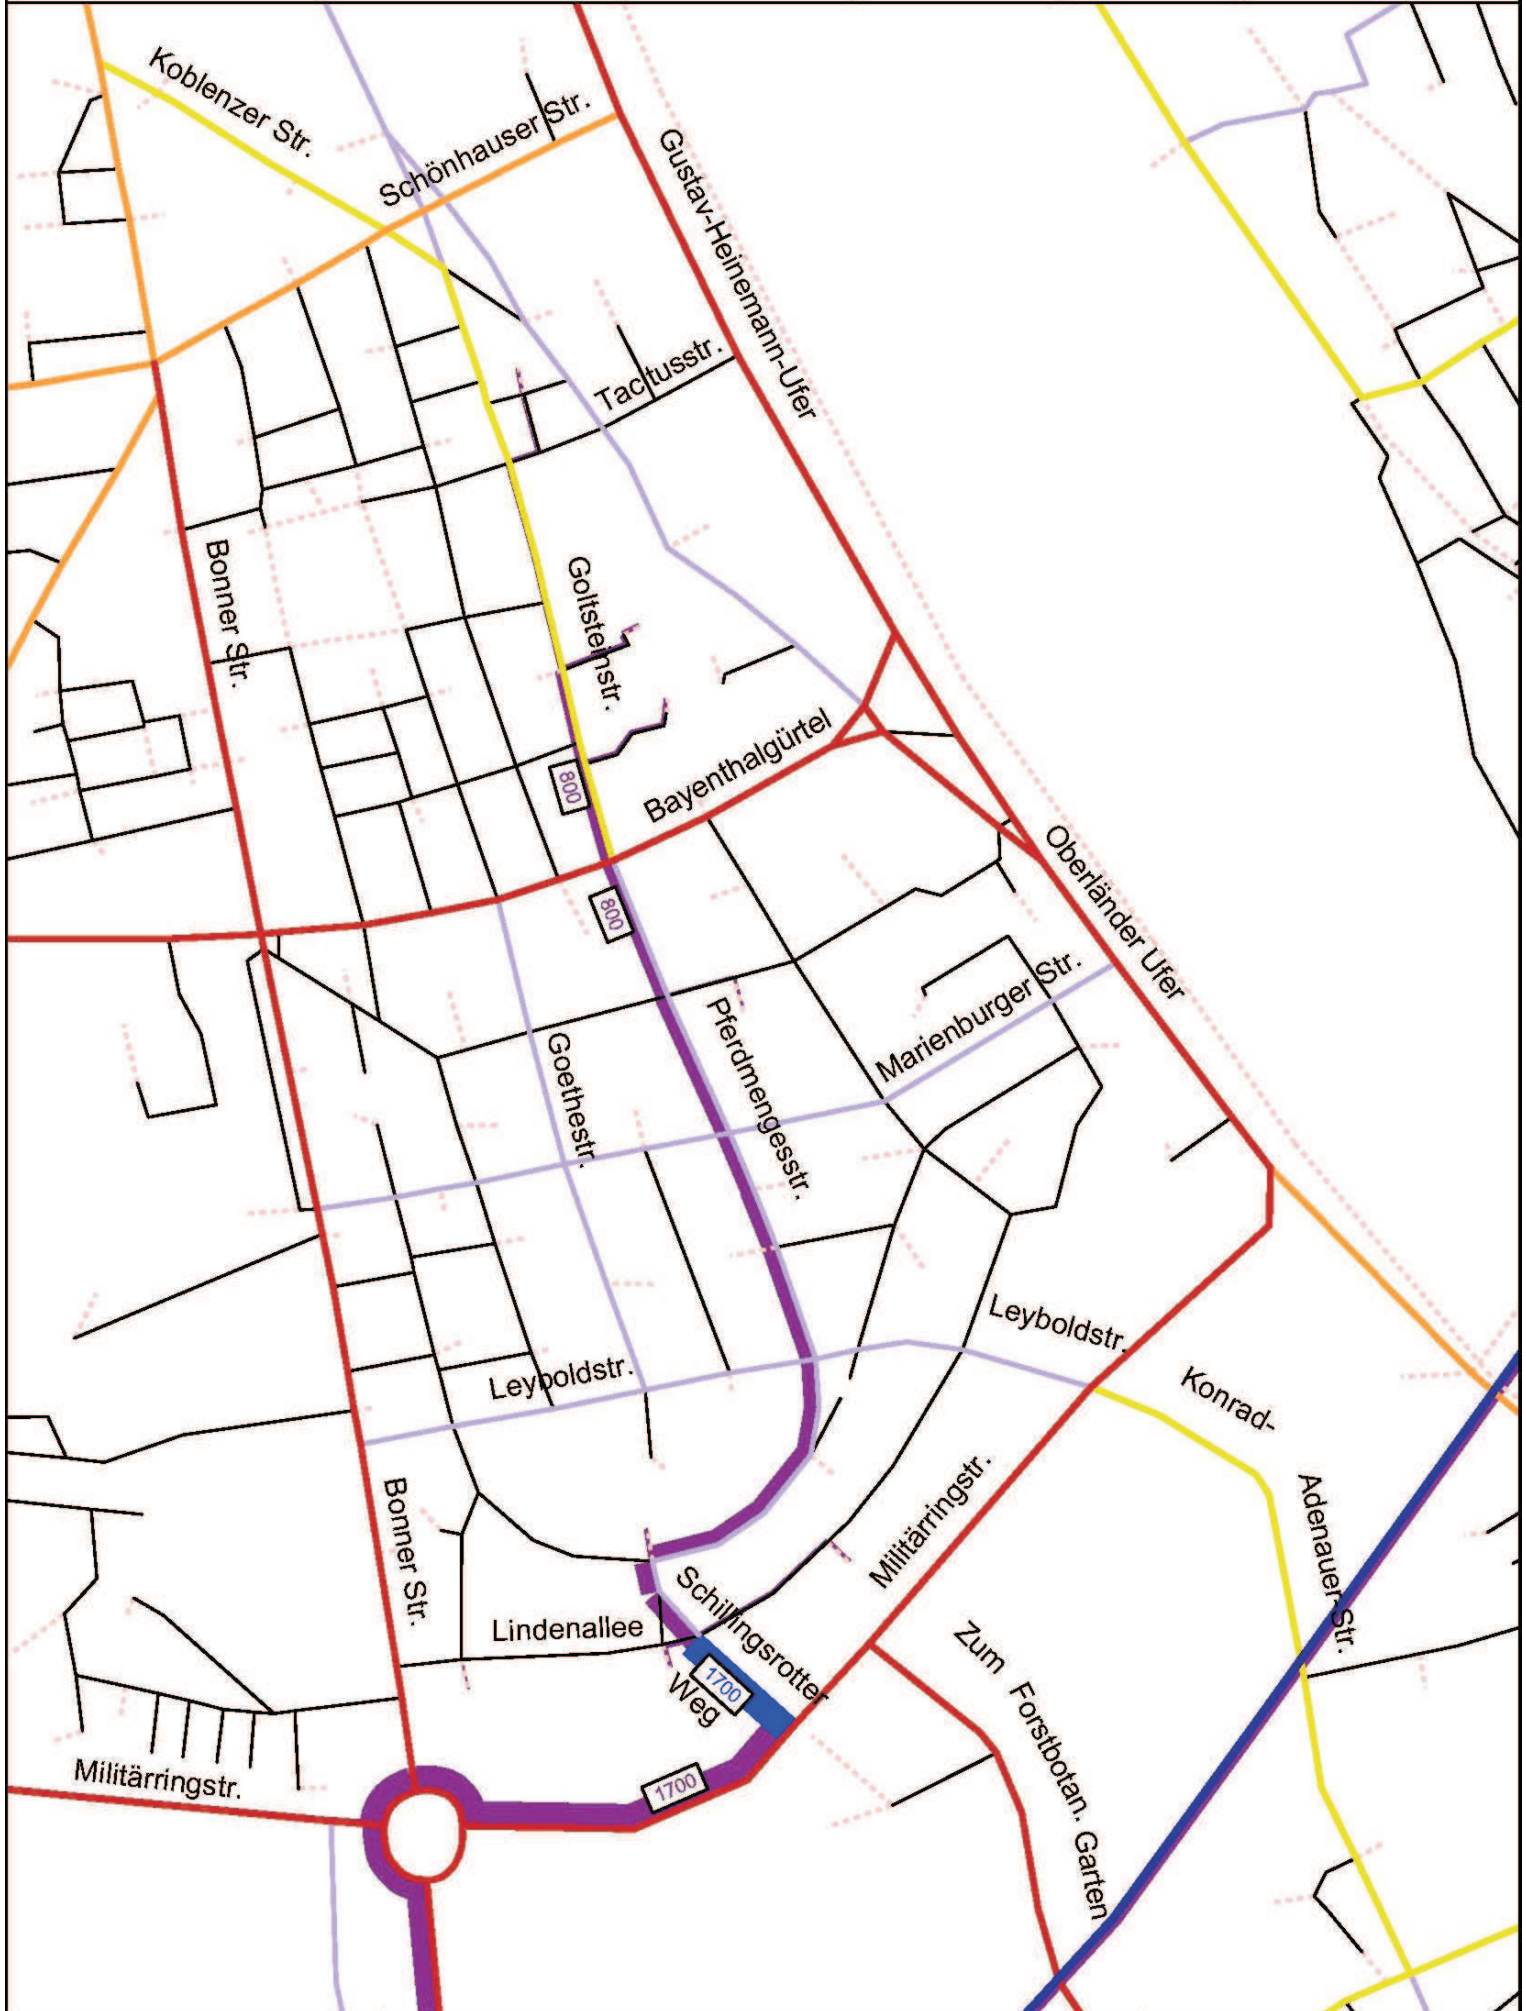 Koblenzer Str.
Schönhauser Str.
Gustav-Heinemann-Ufer
Tacitusstr.
Bonner Str.
Goltsteinstr.
800
Bayenthalgürtel
800
Oberländer Ufer
Marienburger Str.
Pferdmengesstr.
Goethestr.
Leyboldstr.
Leyboldstr.
Konrad-
Adenauer-Str.
Bonner Str.
Militärringstr.
Lindenallee
Schillingsrotter
Weg
1700
Zum Forstbotan. Garten
Militärringstr.
1700